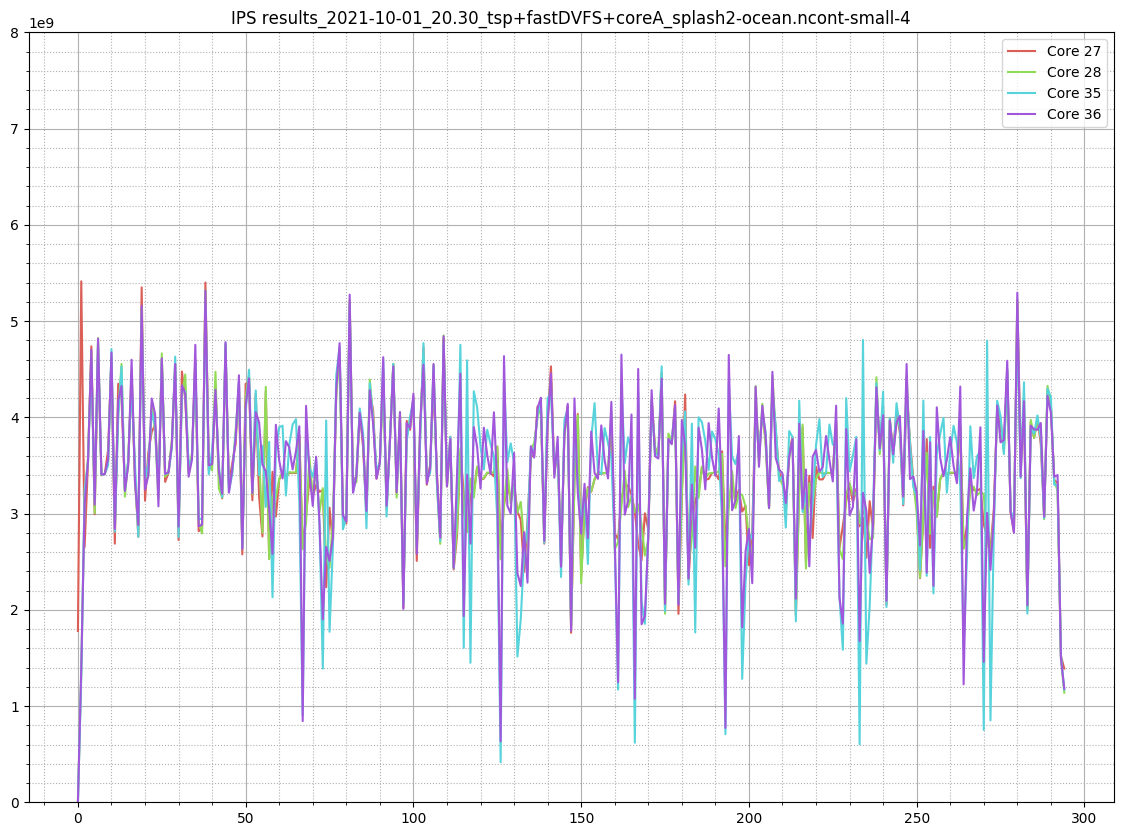 IPS results_2021-10-01_20.30_tsp+fastDVFS+coreA_splash2-ocean.ncont-small-4
1e9
8
7
6
5
4
3
2
1
0
Core 27
Core 28
Core 35
Core 36
0 50 100 150 200 250 300